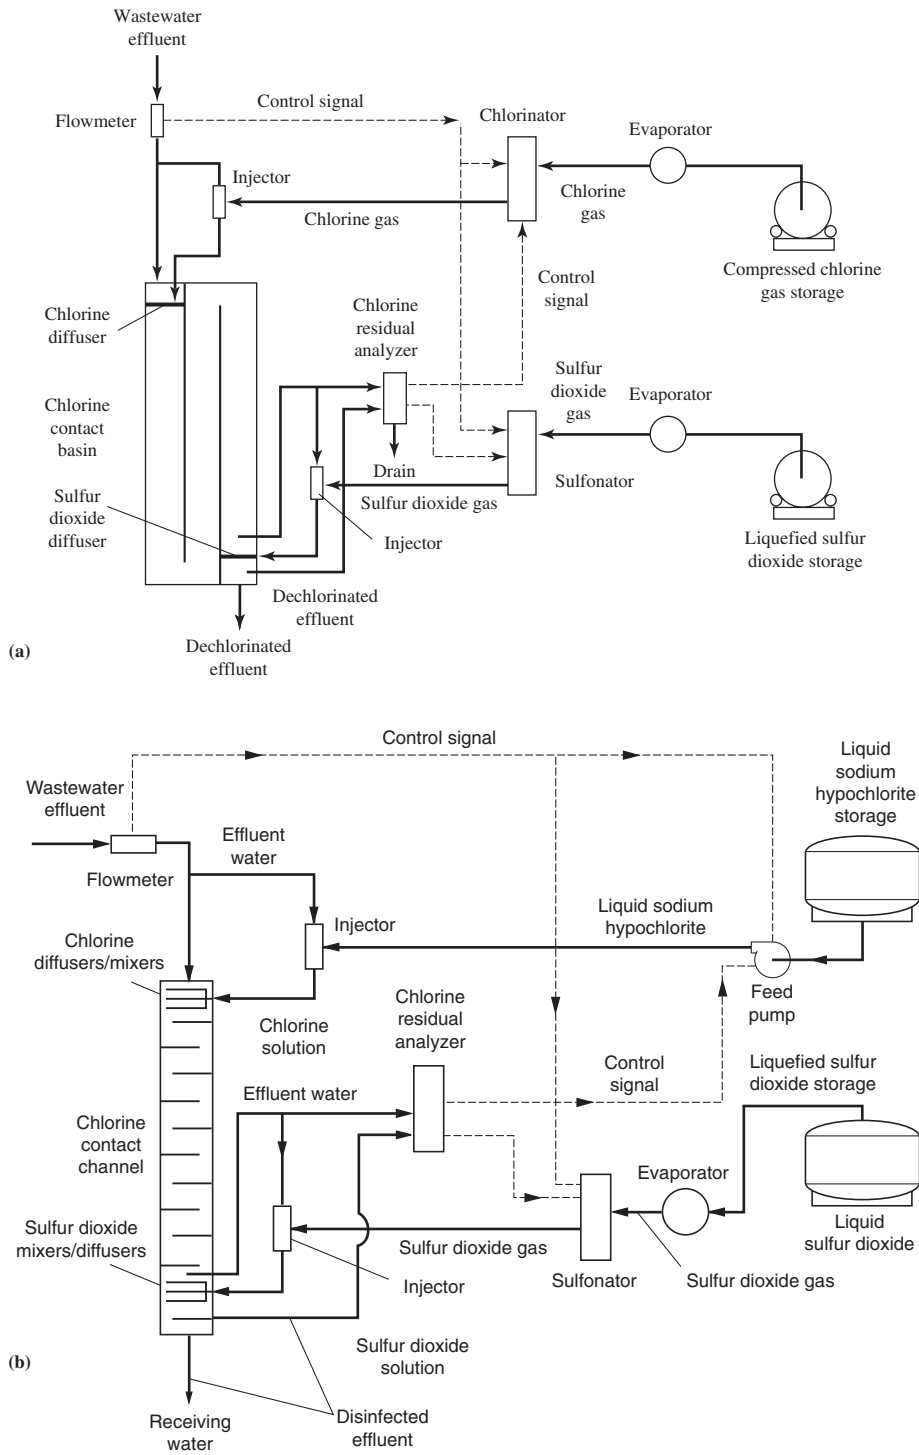 Wastewater
effluent
Control signal
Flowmeter
Chlorinator
Evaporator
Injector
Chlorine gas
Chlorine
gas
Compressed chlorine
gas storage
Control
signal
Chlorine
diffuser
Chlorine
residual
analyzer
Sulfur
dioxide
gas
Evaporator
Chlorine
contact
basin
Drain
Sulfonator
Sulfur
dioxide
diffuser
Sulfur dioxide gas
Injector
Liquefied sulfur
dioxide storage
Dechlorinated
effluent
Dechlorinated
effluent
(a)
Control signal
Liquid
sodium
hypochlorite
storage
Wastewater
effluent
Effluent
water
Flowmeter
Liquid sodium
hypochlorite
Injector
Chlorine
diffusers/mixers
Feed
pump
Chlorine
solution
Chlorine
residual
analyzer
Control
signal
Liquefied sulfur
dioxide storage
Effluent water
Chlorine
contact
channel
Evaporator
Sulfur dioxide
mixers/diffusers
Liquid
sulfur dioxide
Sulfur dioxide gas
Injector
Sulfonator
Sulfur dioxide gas
Sulfur dioxide
solution
(b)
Receiving
water
Disinfected
effluent